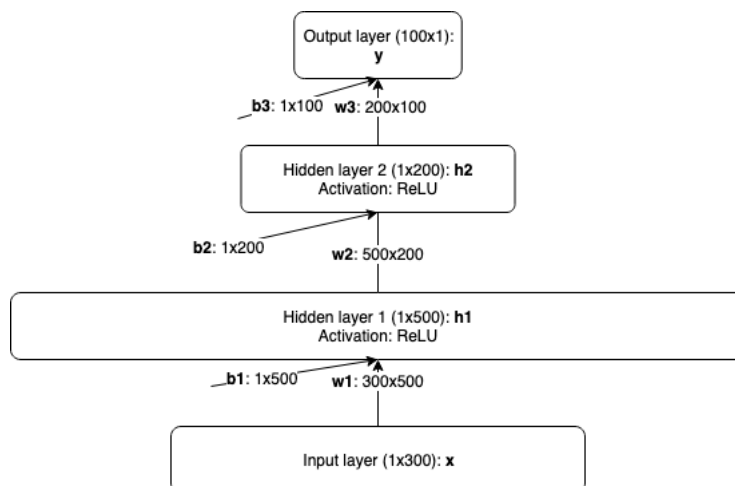 Output layer (100x1):
y
b3: 1x100 w3: 200x100
Hidden layer 2 (1x200): h2
Activation: ReLU
b2: 1x200
w2: 500x200
Hidden layer 1 (1x500): h1
Activation: ReLU
b1: 1x500 w1: 300x500
Input layer (1x300): x